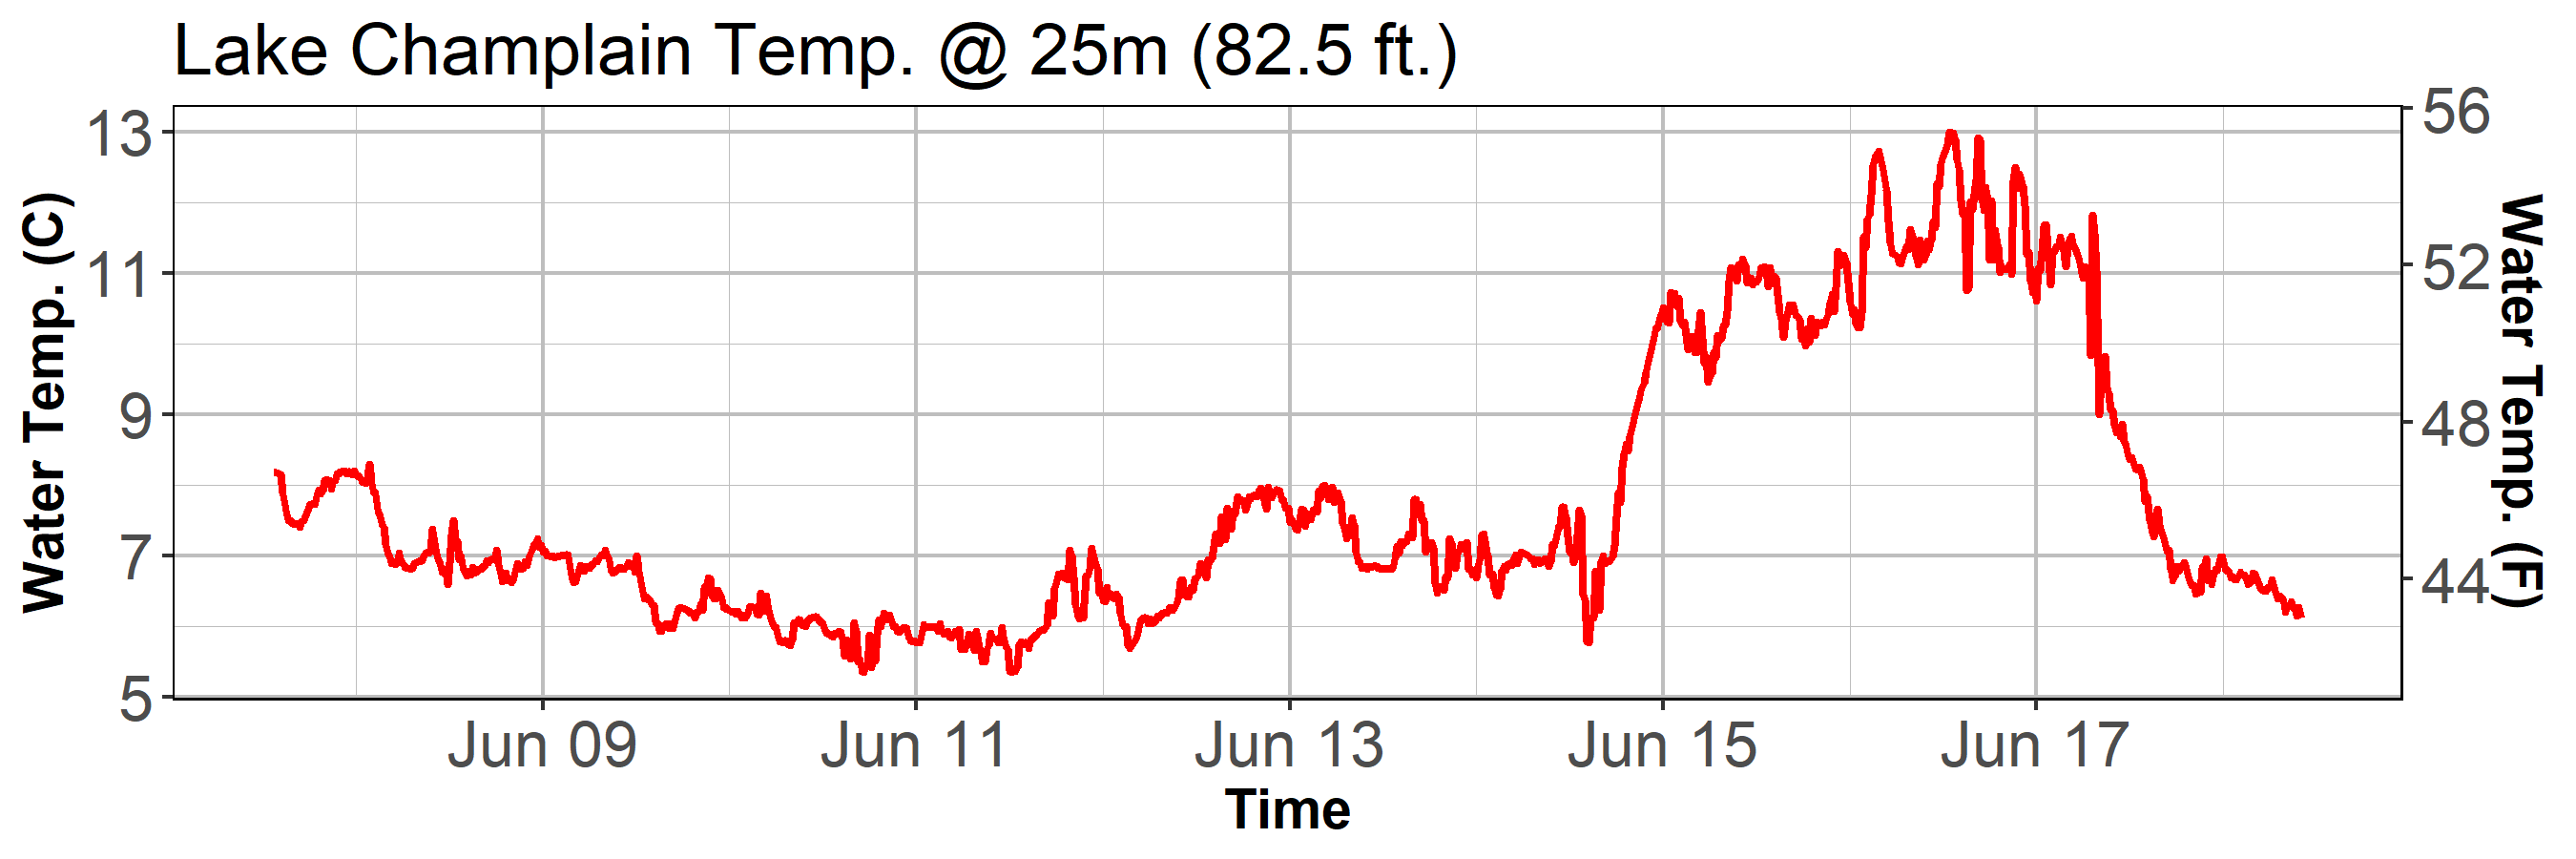 Lake Champlain Temp. @ 25m (82.5 ft.)
Water Temp. (C)
13
11
9
7
5
56
52
48
44
Water Temp. (F)
Jun 09 Jun 11 Jun 13 Jun 15 Jun 17
Time